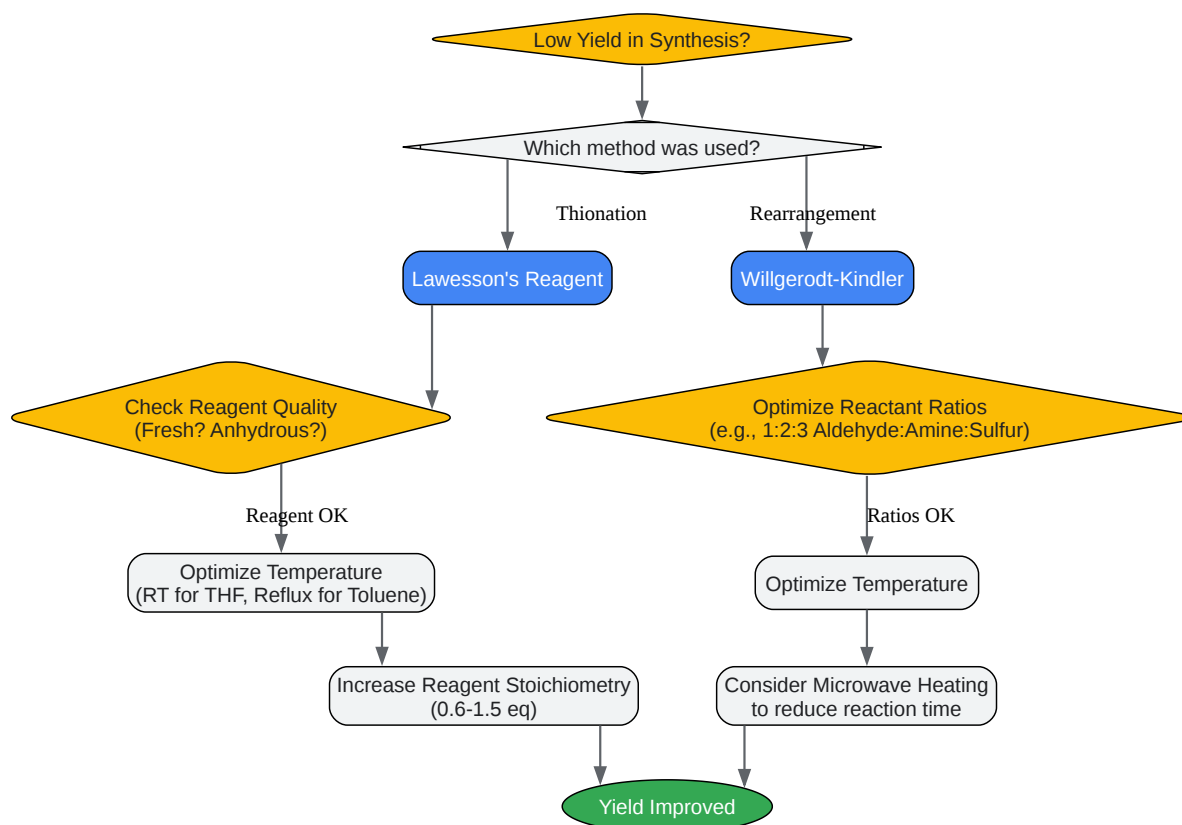 Low Yield in Synthesis?
Which method was used?
Thionation
Rearrangement
Lawesson's Reagent
Willgerodt-Kindler
Check Reagent Quality
(Fresh? Anhydrous?)
Optimize Reactant Ratios
(e.g., 1:2:3 Aldehyde:Amine:Sulfur)
Reagent OK
Ratios OK
Optimize Temperature
(RT for THF, Reflux for Toluene)
Optimize Temperature
Increase Reagent Stoichiometry
(0.6-1.5 eq)
Consider Microwave Heating
to reduce reaction time
Yield Improved